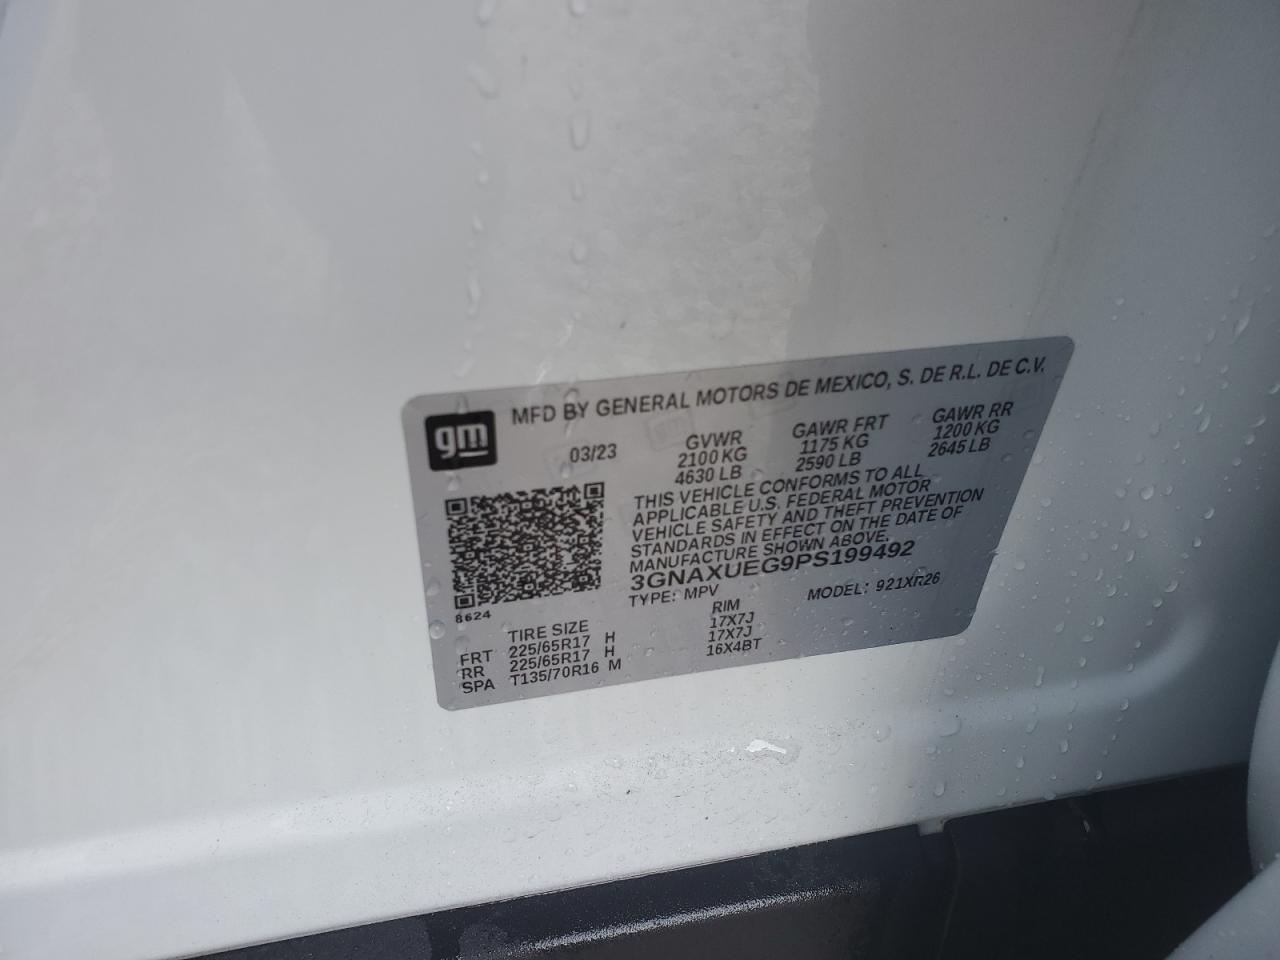 gm MFD BY GENERAL MOTORS DE MEXICO, S. DE R.L. DE C.V.
03/23 GVWR GAWR FRT GAWR RR
2100 KG 1175 KG 1200 KG
4630 LB 2590 LB 2645 LB
THIS VEHICLE CONFORMS TO ALL
APPLICABLE U.S. FEDERAL MOTOR
VEHICLE SAFETY AND THEFT PREVENTION
STANDARDS IN EFFECT ON THE DATE OF
MANUFACTURE SHOWN ABOVE.
3GNAXUEG9PS199492
TYPE: MPV MODEL: 921XR26
8624
TIRE SIZE RIM
FRT 225/65R17 H 17X7J
RR 225/65R17 H 17X7J
SPA T135/70R16 M 16X4BT